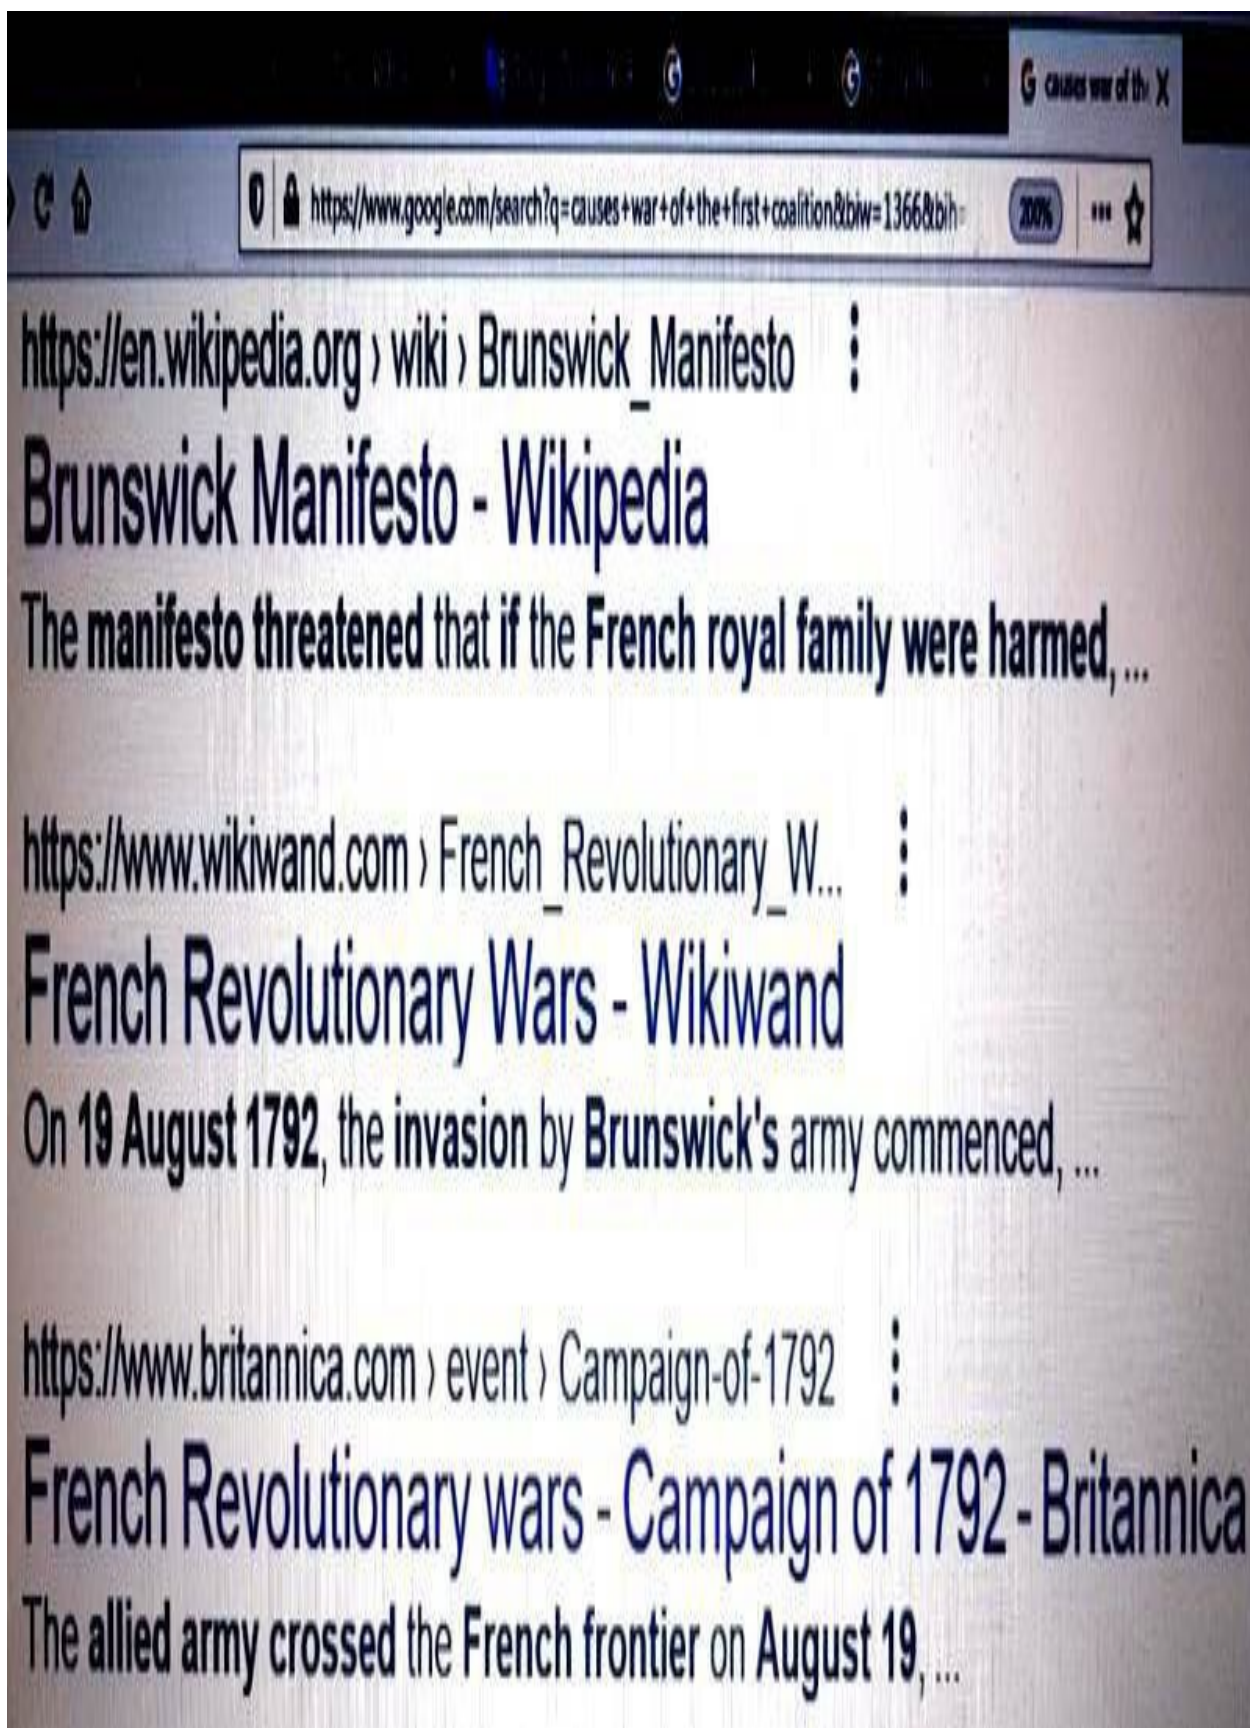 G causes war of the X
https://www.google.com/search?q=causes+war+of+the+first+coalition&biw=1366&bih=
200%
https://en.wikipedia.org › wiki › Brunswick_Manifesto
Brunswick Manifesto - Wikipedia
The manifesto threatened that if the French royal family were harmed, ...
https://www.wikiwand.com › French_Revolutionary_W...
French Revolutionary Wars - Wikiwand
On 19 August 1792, the invasion by Brunswick's army commenced, ...
https://www.britannica.com › event › Campaign-of-1792
French Revolutionary wars - Campaign of 1792 - Britannica
The allied army crossed the French frontier on August 19, ...